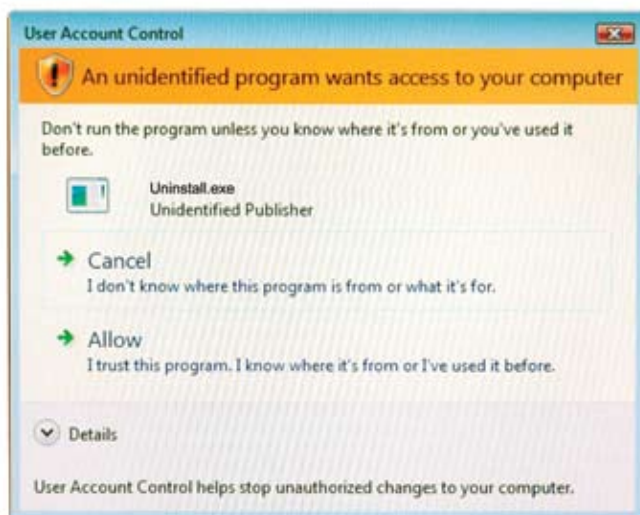 User Account Control
An unidentified program wants access to your computer
Don't run the program unless you know where it's from or you've used it
before.
Uninstall.exe
Unidentified Publisher
Cancel
I don't know where this program is from or what it's for.
Allow
I trust this program. I know where it's from or I've used it before.
Details
User Account Control helps stop unauthorized changes to your computer.